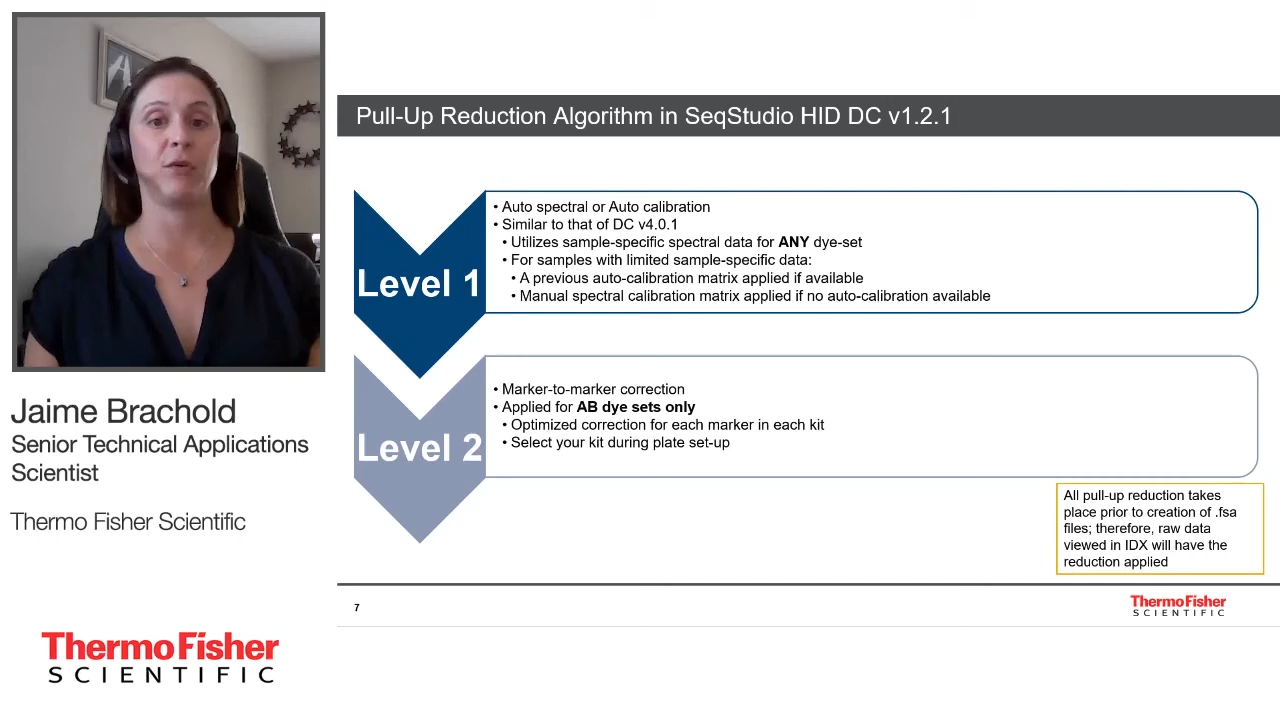 Pull-Up Reduction Algorithm in SeqStudio HID DC v1.2.1
Level 1
• Auto spectral or Auto calibration
• Similar to that of DC v4.0.1
• Utilizes sample-specific spectral data for ANY dye-set
• For samples with limited sample-specific data:
• A previous auto-calibration matrix applied if available
• Manual spectral calibration matrix applied if no auto-calibration available
Level 2
• Marker-to-marker correction
• Applied for AB dye sets only
• Optimized correction for each marker in each kit
• Select your kit during plate set-up
All pull-up reduction takes
place prior to creation of .fsa
files; therefore, raw data
viewed in IDX will have the
reduction applied
7
ThermoFisher
SCIENTIFIC
Jaime Brachold
Senior Technical Applications
Scientist
Thermo Fisher Scientific
ThermoFisher
SCIENTIFIC